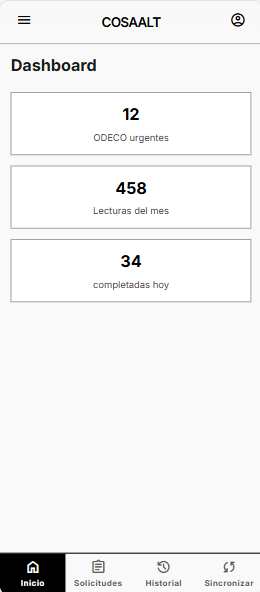 COSAALT
Dashboard
12
ODECO urgentes
458
Lecturas del mes
34
completadas hoy
Inicio
Solicitudes
Historial
Sincronizar